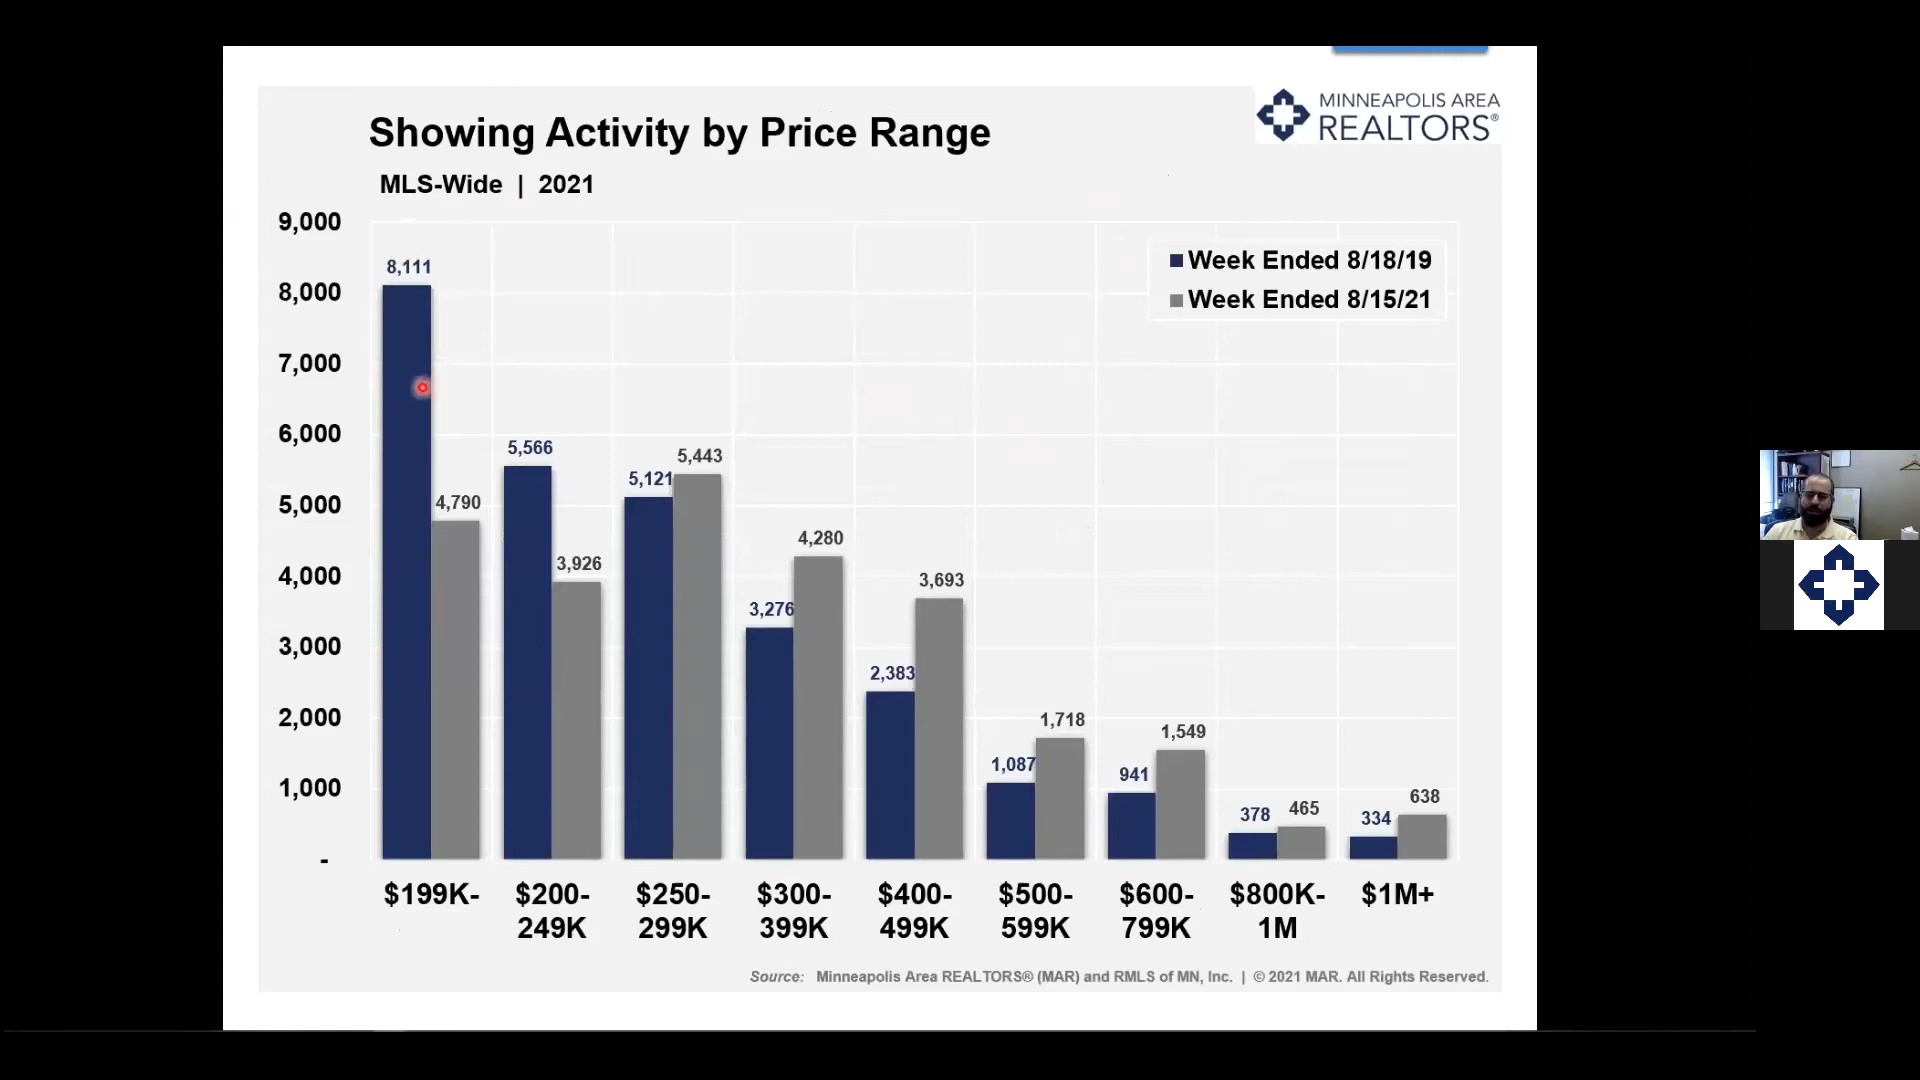 MINNEAPOLIS AREA
REALTORS®
Showing Activity by Price Range
MLS-Wide | 2021
9,000
8,000
7,000
6,000
5,000
4,000
3,000
2,000
1,000
-
Week Ended 8/18/19
Week Ended 8/15/21
8,111
4,790
5,566
3,926
5,121
5,443
3,276
4,280
2,383
3,693
1,087
1,718
941
1,549
378
465
334
638
$199K-
$200-
249K
$250-
299K
$300-
399K
$400-
499K
$500-
599K
$600-
799K
$800K-
1M
$1M+
Source: Minneapolis Area REALTORS® (MAR) and RMLS of MN, Inc. | © 2021 MAR. All Rights Reserved.